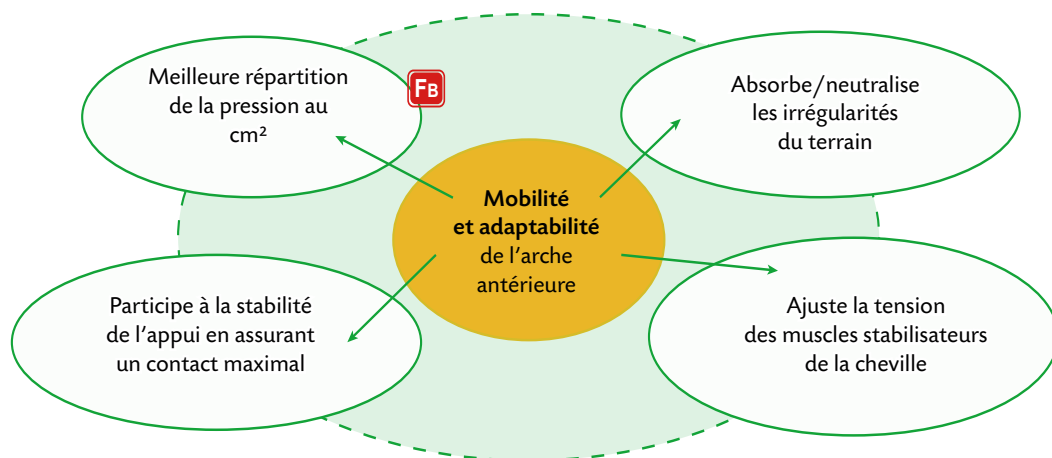 Meilleure répartition
de la pression au
cm²
FB
Absorbe/neutralise
les irrégularités
du terrain
Mobilité
et adaptabilité
de l'arche
antérieure
Participe à la stabilité
de l'appui en assurant
un contact maximal
Ajuste la tension
des muscles stabilisateurs
de la cheville